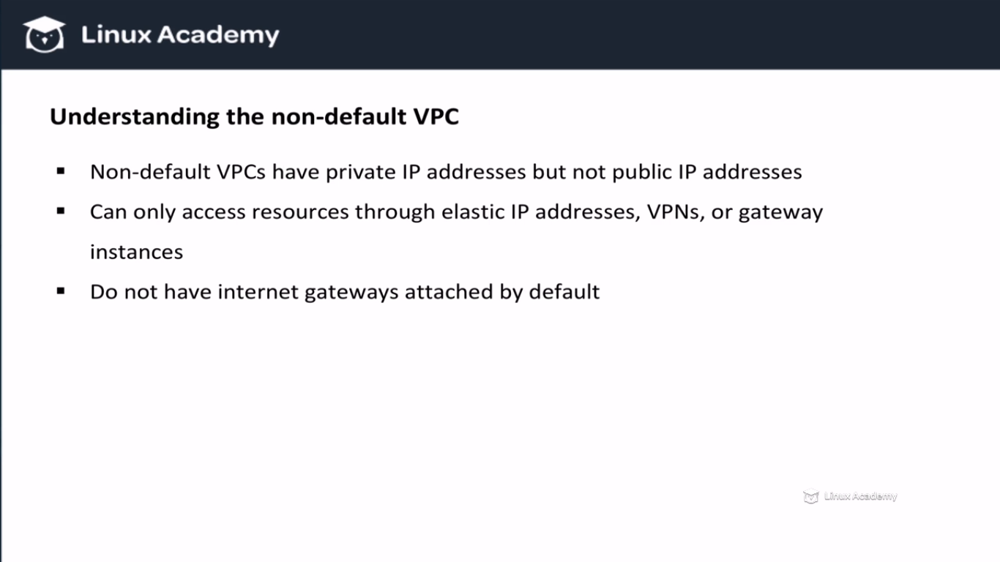 Linux Academy
Understanding the non-default VPC
▪ Non-default VPCs have private IP addresses but not public IP addresses
▪ Can only access resources through elastic IP addresses, VPNs, or gateway
instances
▪ Do not have internet gateways attached by default
Linux Academy